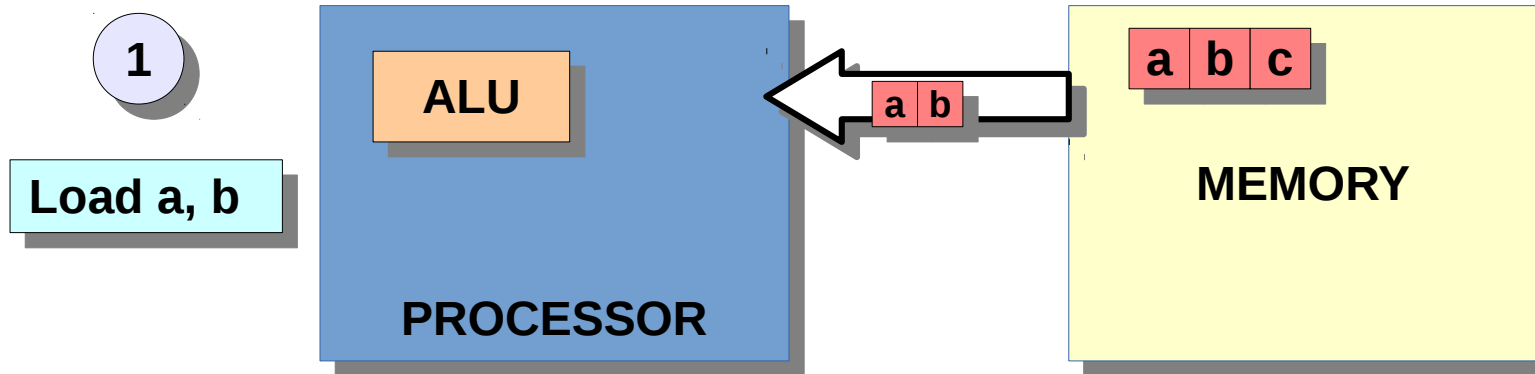 1
Load a, b
ALU
PROCESSOR
a b
a b c
MEMORY